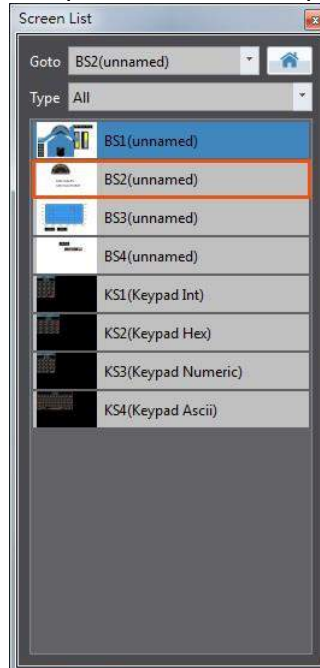 Screen List
Goto BS2(unnamed)
Type All
BS1(unnamed)
BS2(unnamed)
BS3(unnamed)
BS4(unnamed)
KS1(Keypad Int)
KS2(Keypad Hex)
KS3(Keypad Numeric)
KS4(Keypad Ascii)